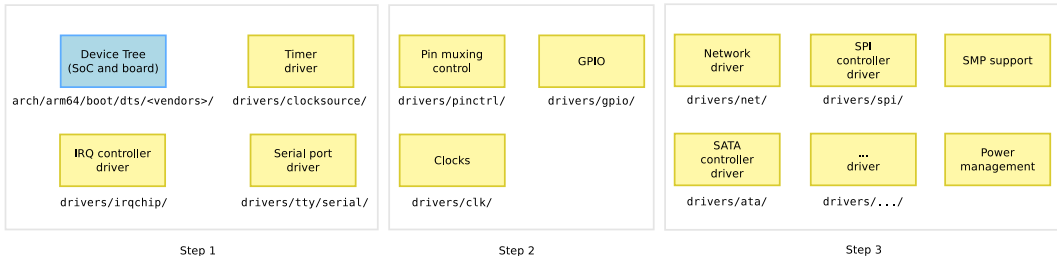 Device Tree
(SoC and board)
arch/arm64/boot/dts/<vendors>/
Timer
driver
drivers/clocksource/
IRQ controller
driver
drivers/irqchip/
Serial port
driver
drivers/tty/serial/
Step 1
Pin muxing
control
drivers/pinctrl/
GPIO
drivers/gpio/
Clocks
drivers/clk/
Step 2
Network
driver
drivers/net/
SPI
controller
driver
drivers/spi/
SMP support
SATA
controller
driver
drivers/ata/
...
driver
drivers/.../
Power
management
Step 3